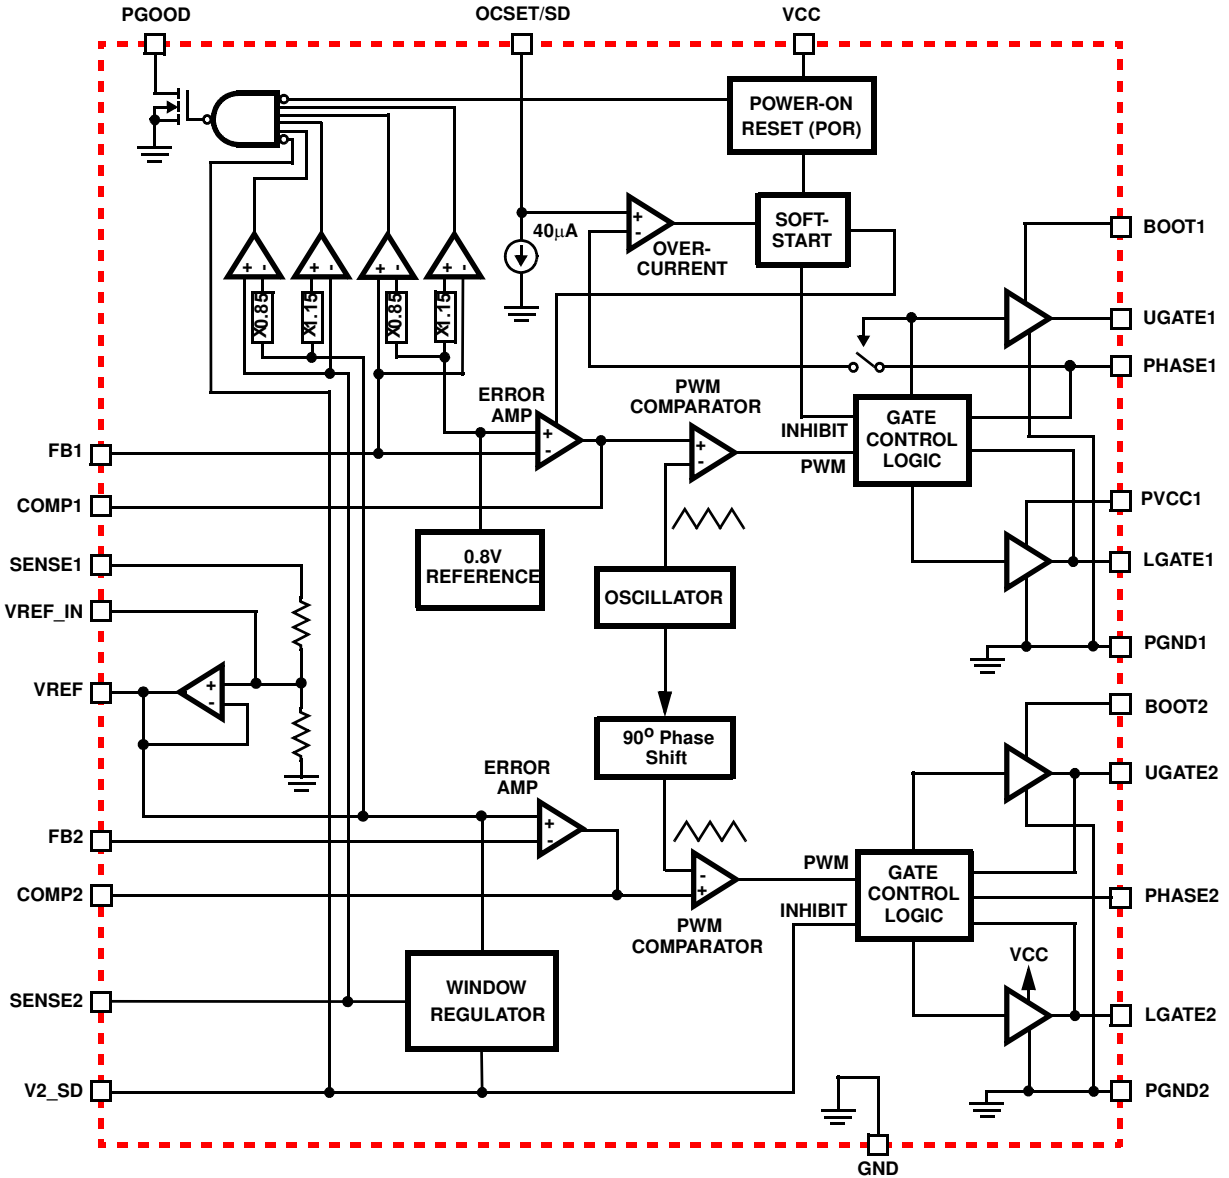 PGOOD
OCSET/SD
VCC
POWER-ON
RESET (POR)
SOFT-
START
40µA
+
-
OVER-
CURRENT
BOOT1
+ -
+ -
+ -
+ -
X0.85
X1.15
X0.85
X1.15
UGATE1
PHASE1
ERROR
AMP
PWM
COMPARATOR
+
-
+
-
INHIBIT
PWM
GATE
CONTROL
LOGIC
FB1
COMP1
PVCC1
SENSE1
0.8V
REFERENCE
LGATE1
OSCILLATOR
VREF_IN
PGND1
VREF
+
-
BOOT2
90o Phase
Shift
ERROR
AMP
UGATE2
FB2
+
-
PWM
-
+
GATE
CONTROL
LOGIC
COMP2
PHASE2
INHIBIT
PWM
COMPARATOR
VCC
WINDOW
REGULATOR
SENSE2
LGATE2
V2_SD
PGND2
GND